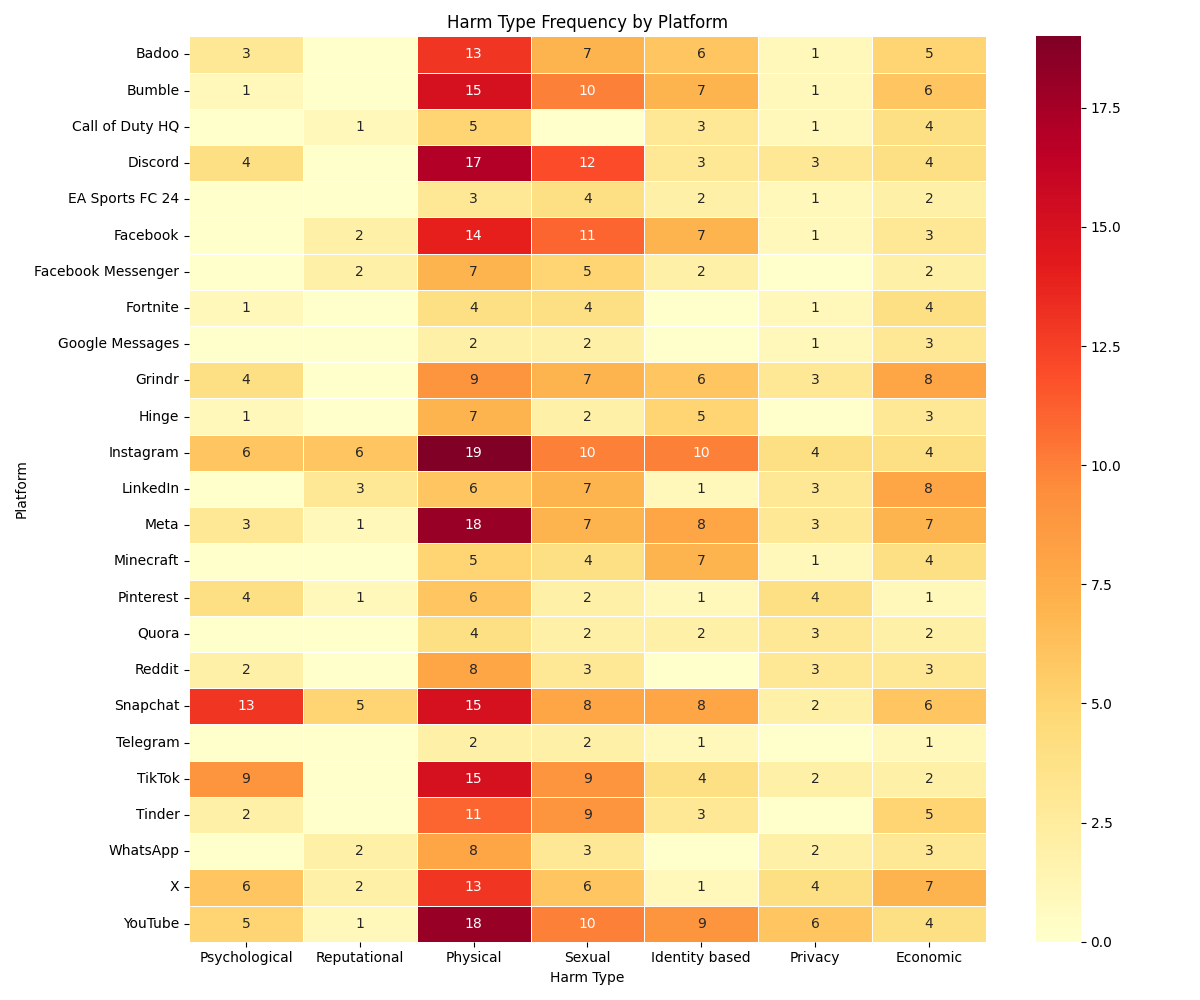 Harm Type Frequency by Platform
Badoo 3 13 7 6 1 5
Bumble 1 15 10 7 1 6
17.5
Call of Duty HQ 1 5 3 1 4
Discord 4 17 12 3 3 4
EA Sports FC 24 3 4 2 1 2
15.0
Facebook 2 14 11 7 1 3
Facebook Messenger 2 7 5 2 2
Fortnite 1 4 4 1 4
Google Messages 2 2 1 3
12.5
Grindr 4 9 7 6 3 8
Hinge 1 7 2 5 3
Instagram 6 6 19 10 10 4 4
10.0
Platform
LinkedIn 3 6 7 1 3 8
Meta 3 1 18 7 8 3 7
Minecraft 5 4 7 1 4
7.5
Pinterest 4 1 6 2 1 4 1
Quora 4 2 2 3 2
Reddit 2 8 3 3 3
Snapchat 13 5 15 8 8 2 6
5.0
Telegram 2 2 1 1
TikTok 9 15 9 4 2 2
Tinder 2 11 9 3 5
2.5
WhatsApp 2 8 3 2 3
X 6 2 13 6 1 4 7
YouTube 5 1 18 10 9 6 4
0.0
Psychological Reputational Physical Sexual Identity based Privacy Economic
Harm Type